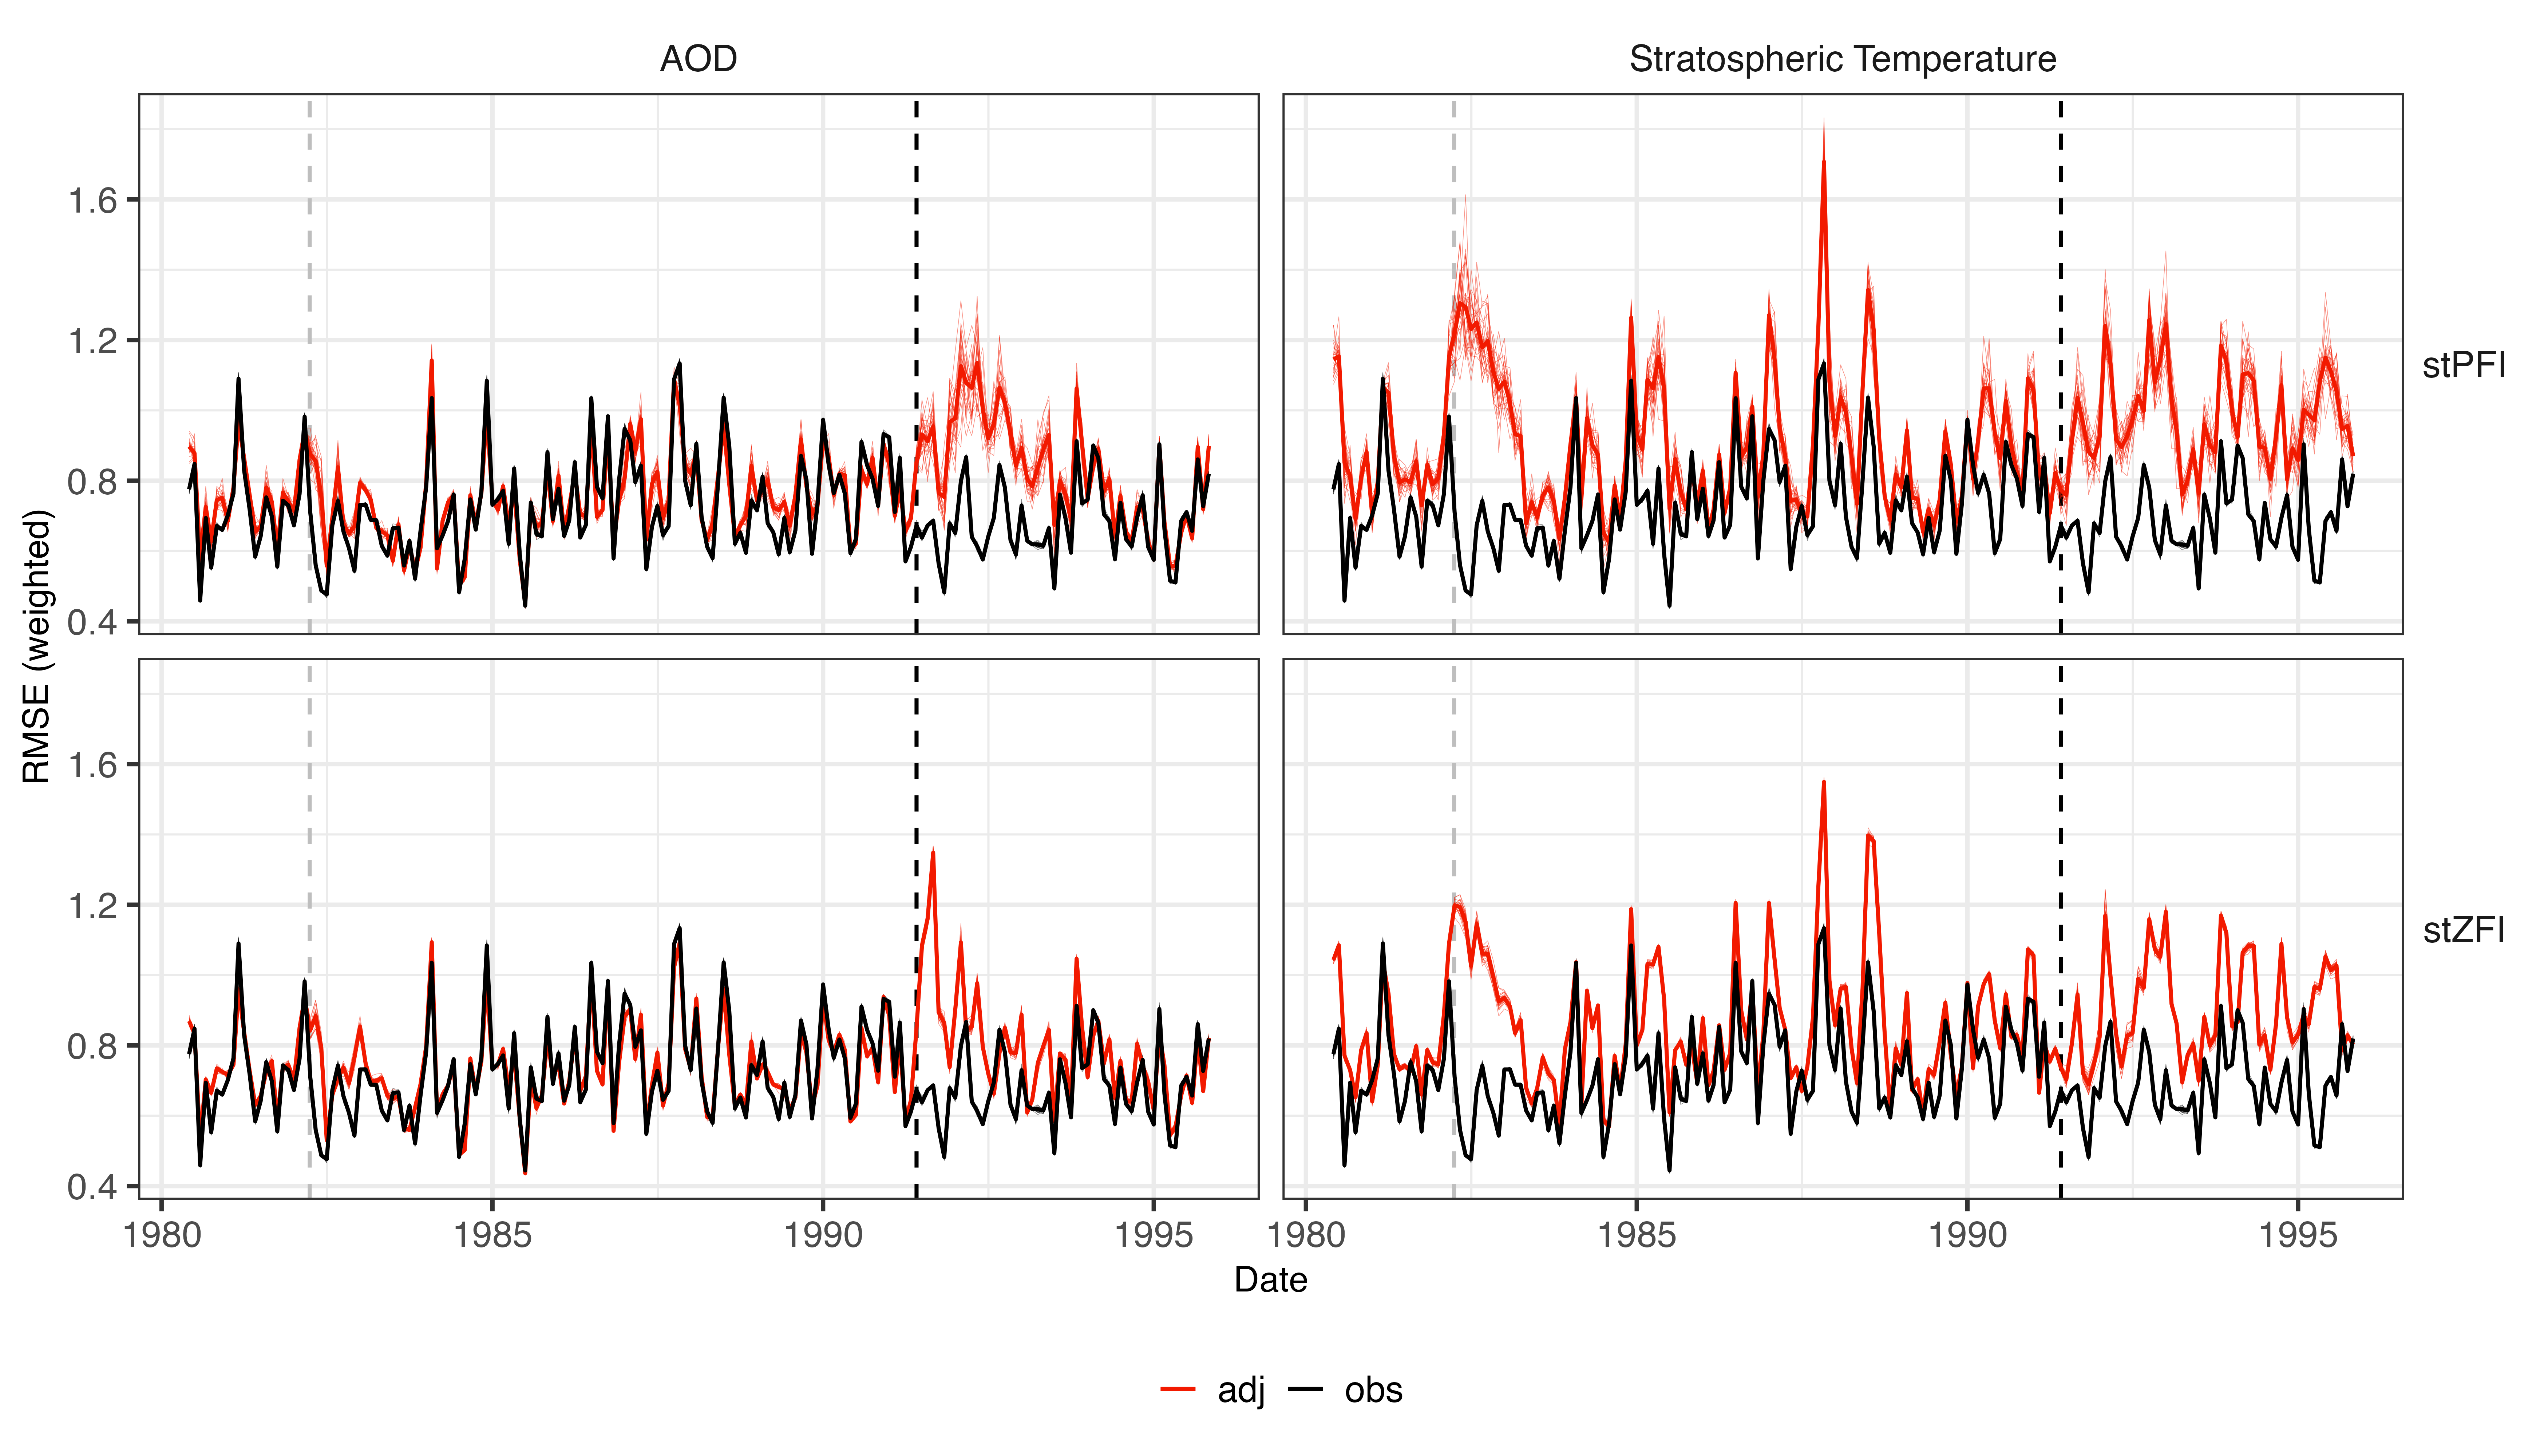 AOD
Stratospheric Temperature
RMSE (weighted)
1.6
1.2
0.8
0.4
stPFI
1.6
1.2
0.8
0.4
stZFI
1980
1985
1990
1995
1980
1985
1990
1995
Date
adj
obs